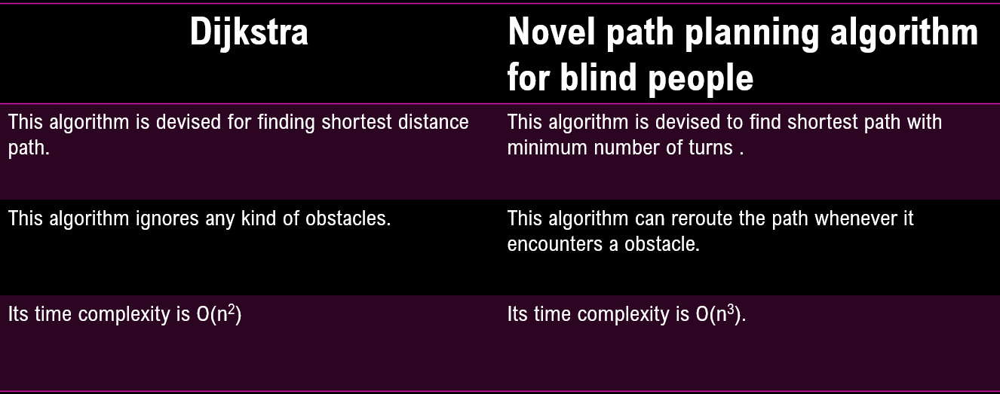 Dijkstra
Novel path planning algorithm
for blind people
This algorithm is devised for finding shortest distance
path.
This algorithm is devised to find shortest path with
minimum number of turns .
This algorithm ignores any kind of obstacles.
This algorithm can reroute the path whenever it
encounters a obstacle.
Its time complexity is O(n²)
Its time complexity is O(n³).